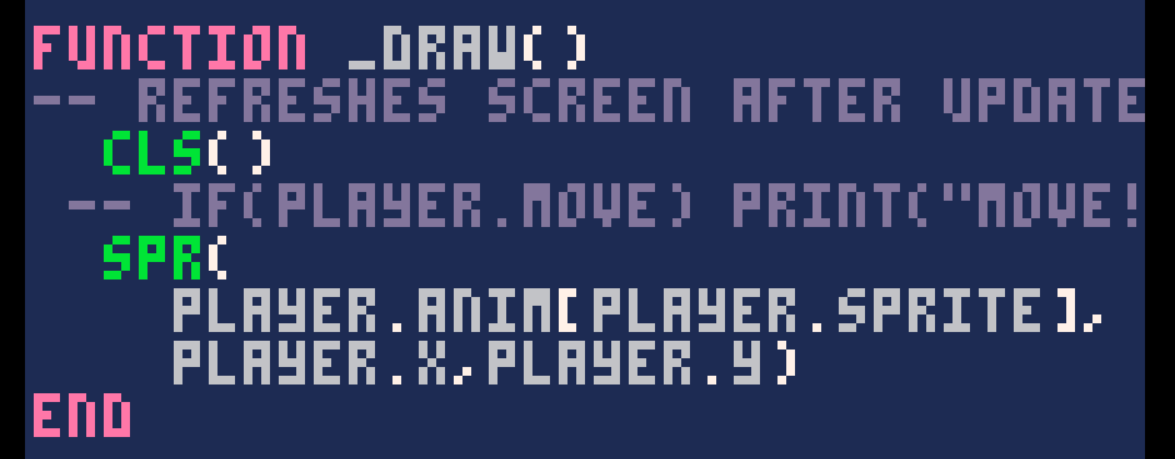 FUNCTION _DRAW()
-- REFRESHES SCREEN AFTER UPDATE
CLS()
-- IF(PLAYER.MOVE) PRINT("MOVE!
SPR(
PLAYER.ANIM[PLAYER.SPRITE],
PLAYER.X,PLAYER.Y)
END